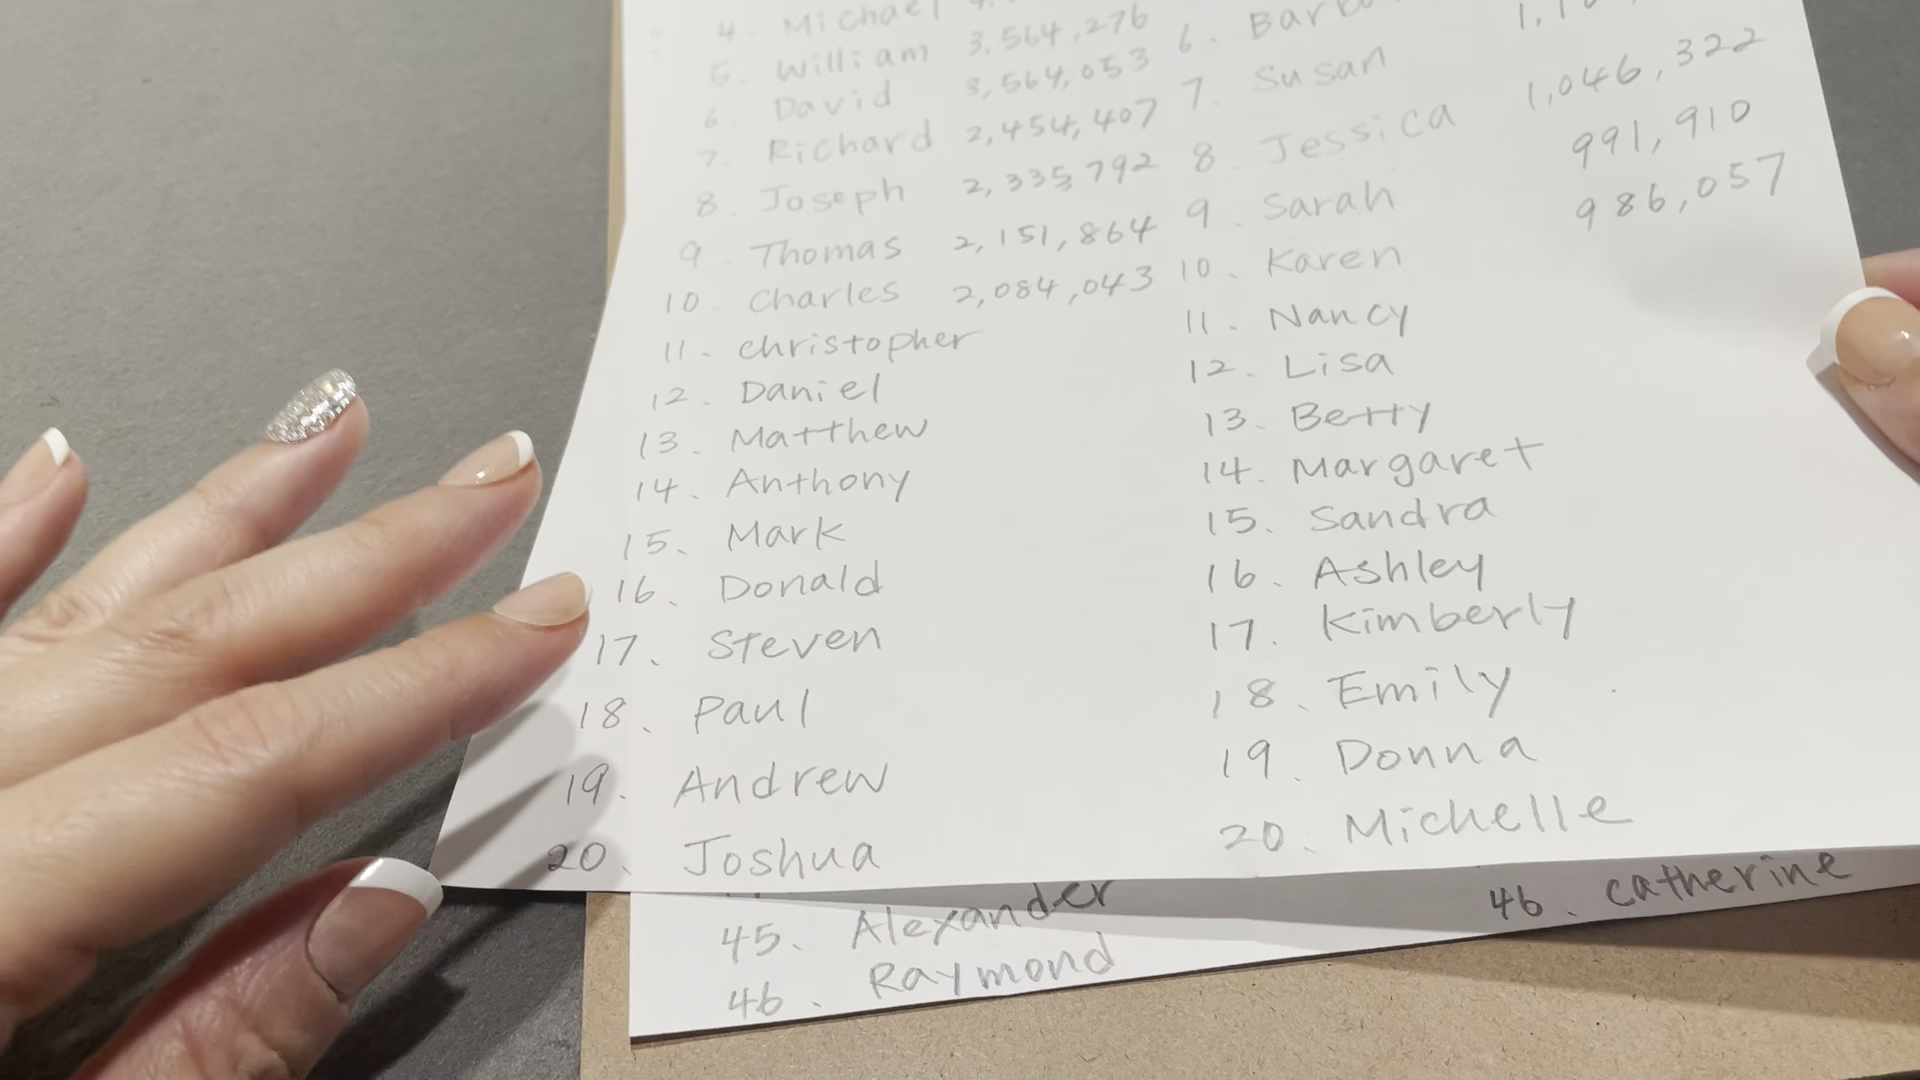 4. Michael
5. William 3,564,276
6. David 3,564,053
7. Richard 2,454,407
8. Joseph 2,335,792
9. Thomas 2,151,864
10. Charles 2,084,043
11. christopher
12. Daniel
13. Matthew
14. Anthony
15. Mark
16. Donald
17. Steven
18. Paul
19. Andrew
20. Joshua
6.
7. Susan
8. Jessica 1,046,322
9. Sarah 991,910
10. Karen 986,057
11. Nancy
12. Lisa
13. Betty
14. Margaret
15. Sandra
16. Ashley
17. Kimberly
18. Emily
19. Donna
20. Michelle
45. Alexander
46. Raymond
46. Catherine